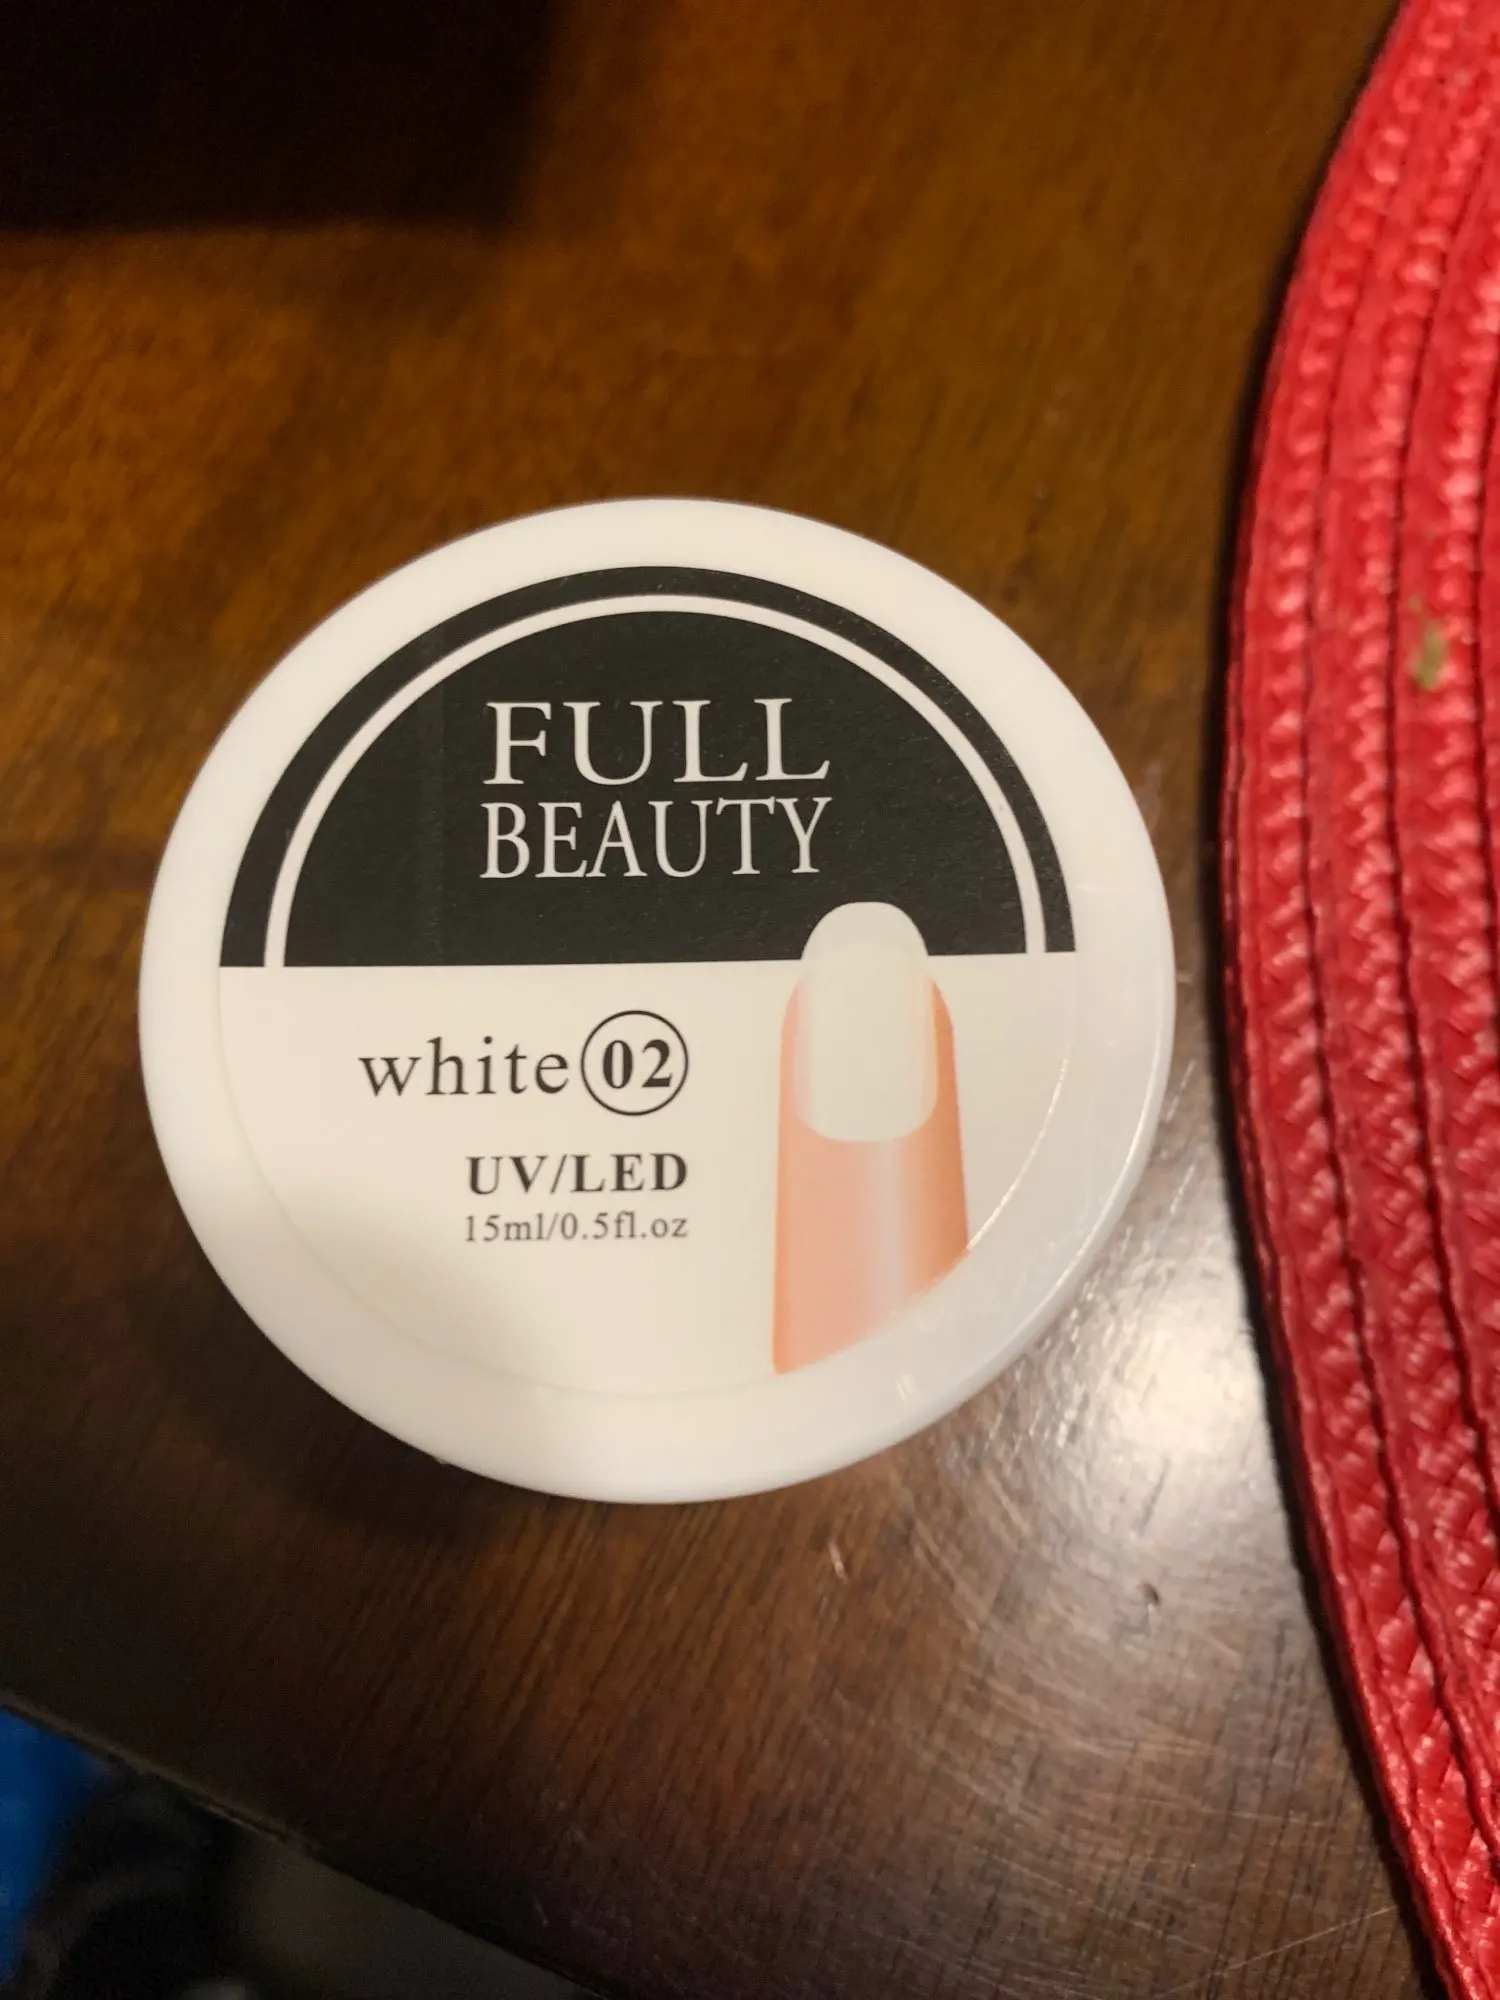 FULL
BEAUTY
white 02
UV/LED
15ml/0.5fl.oz